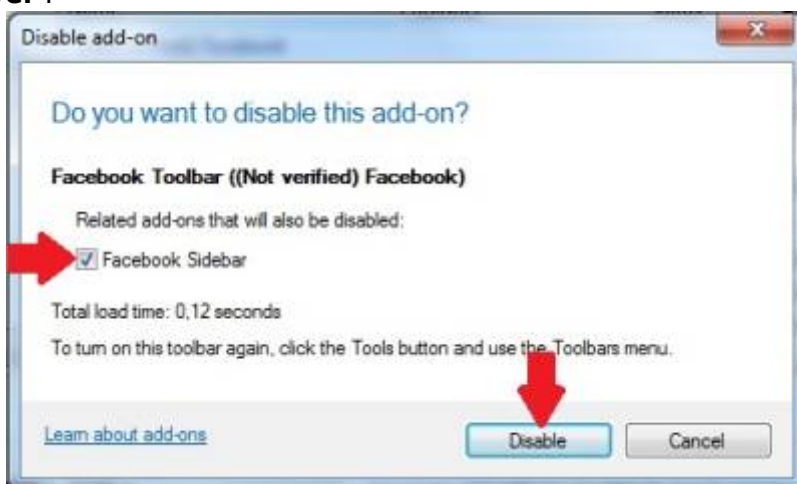 Disable add-on
Do you want to disable this add-on?
Facebook Toolbar ((Not verified) Facebook)
Related add-ons that will also be disabled:
Facebook Sidebar
Total load time: 0,12 seconds
To turn on this toolbar again, click the Tools button and use the Toolbars menu.
Learn about add-ons
Disable
Cancel